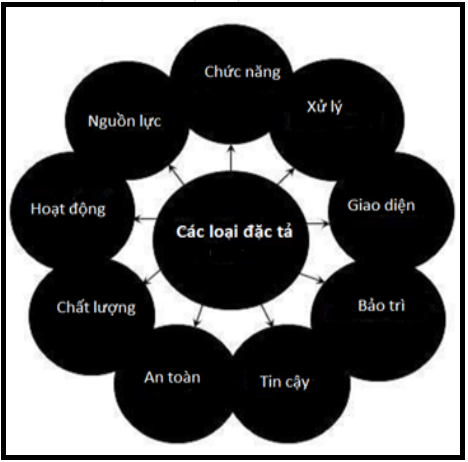 Chức năng
Xử lý
Nguồn lực
Giao diện
Hoạt động
Các loại đặc tả
Bảo trì
Chất lượng
An toàn
Tin cậy